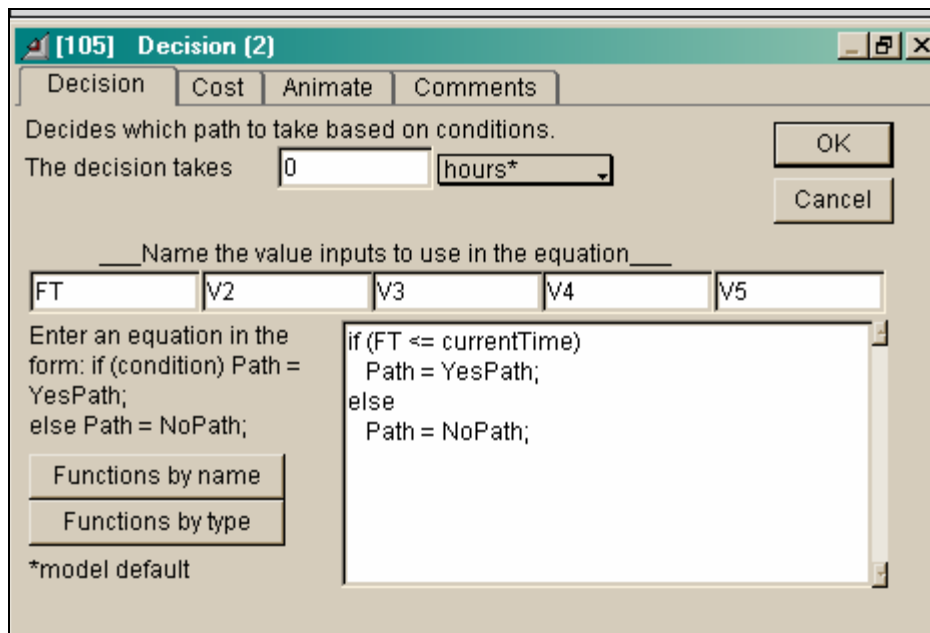 [105] Decision (2)
Decision Cost Animate Comments
Decides which path to take based on conditions.
OK
The decision takes 0 hours*
Cancel
___Name the value inputs to use in the equation___
FT V2 V3 V4 V5
Enter an equation in the
form: if (condition) Path =
YesPath;
else Path = NoPath;
if (FT <= currentTime)
Path = YesPath;
else
Path = NoPath;
Functions by name
Functions by type
*model default